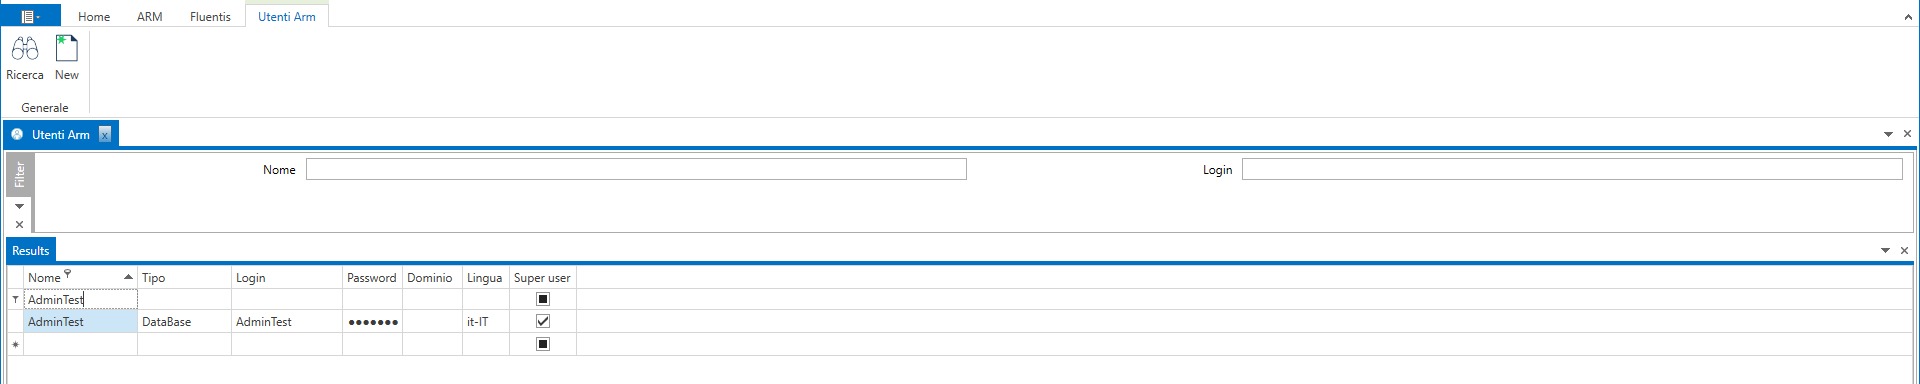 Home ARM Fluentis Utenti Arm
Ricerca New
Generale
Utenti Arm x
Filter
Nome Login
Results
Nome Tipo Login Password Dominio Lingua Super user
AdminTest
AdminTest DataBase AdminTest ●●●●●●● it-IT